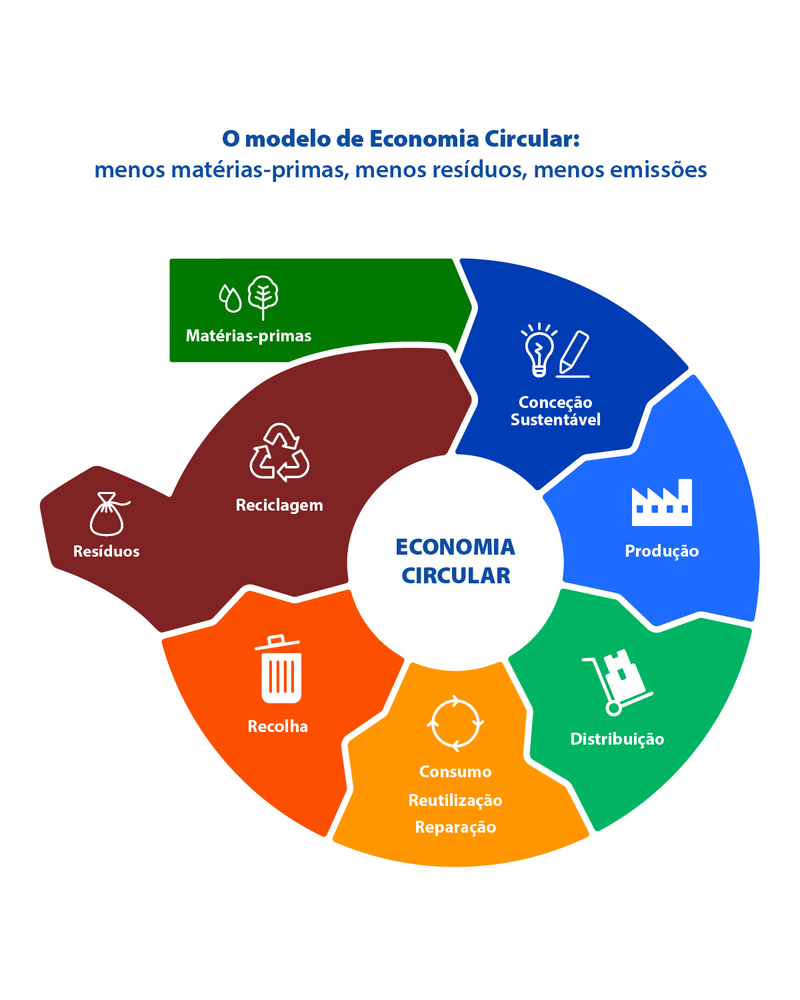 O modelo de Economia Circular:
menos matérias-primas, menos resíduos, menos emissões
Matérias-primas
Conceção
Sustentável
Produção
Distribuição
Consumo
Reutilização
Reparação
Recolha
Reciclagem
Resíduos
ECONOMIA
CIRCULAR